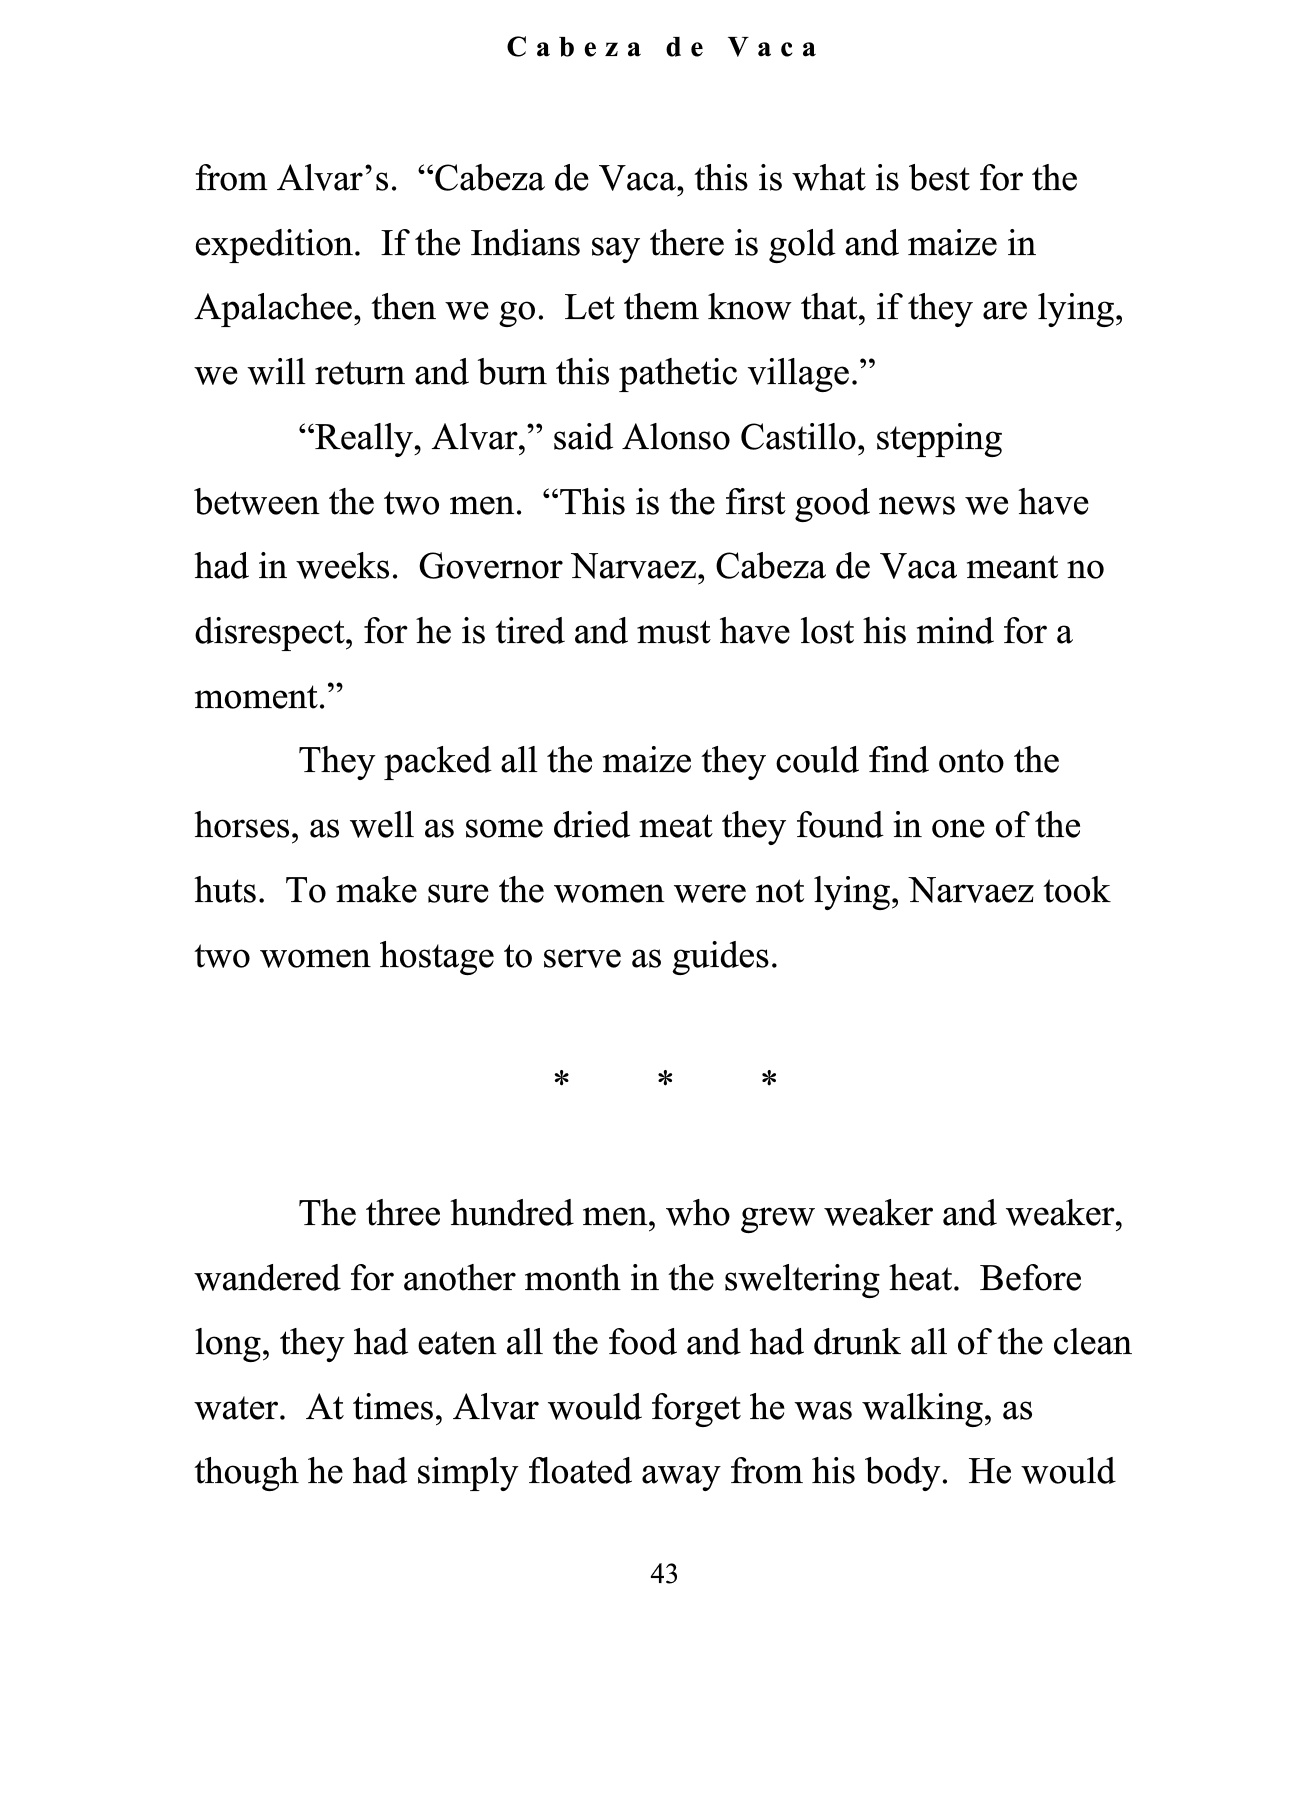 Cabeza de Vaca
from Alvar’s.  “Cabeza de Vaca, this is what is best for the
expedition.  If the Indians say there is gold and maize in
Apalachee, then we go.  Let them know that, if they are lying,
we will return and burn this pathetic village.”
“Really, Alvar,” said Alonso Castillo, stepping
between the two men.  “This is the first good news we have
had in weeks.  Governor Narvaez, Cabeza de Vaca meant no
disrespect, for he is tired and must have lost his mind for a
moment.”
They packed all the maize they could find onto the
horses, as well as some dried meat they found in one of the
huts.  To make sure the women were not lying, Narvaez took
two women hostage to serve as guides.
* * *
The three hundred men, who grew weaker and weaker,
wandered for another month in the sweltering heat.  Before
long, they had eaten all the food and had drunk all of the clean
water.  At times, Alvar would forget he was walking, as
though he had simply floated away from his body.  He would
43